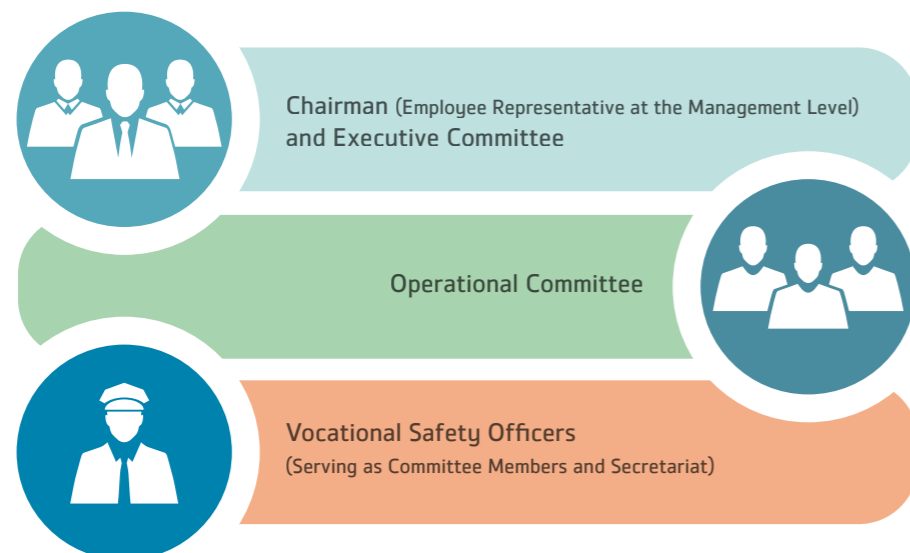 Chairman (Employee Representative at the Management Level)
and Executive Committee
Operational Committee
Vocational Safety Officers
(Serving as Committee Members and Secretariat)